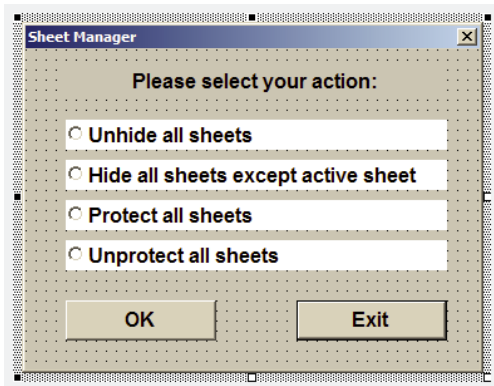 Sheet Manager
Please select your action:
Unhide all sheets
Hide all sheets except active sheet
Protect all sheets
Unprotect all sheets
OK
Exit